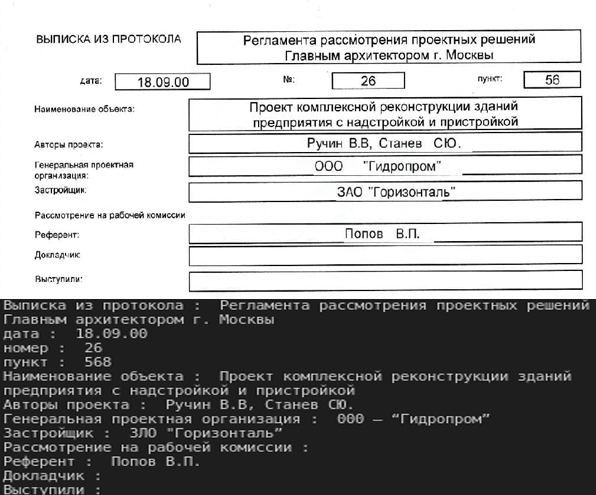 ВЫПИСКА ИЗ ПРОТОКОЛА
Регламента рассмотрения проектных решений
Главным архитектором г. Москвы
дата: 18.09.00 №: 26 пункт: 56
Наименование объекта:
Проект комплексной реконструкции зданий
предприятия с надстройкой и пристройкой
Авторы проекта: Ручин В.В, Станев СЮ.
Генеральная проектная
организация:
ООО "Гидропром"
Застройщик: ЗАО "Горизонталь"
Рассмотрение на рабочей комиссии
Референт: Попов В.П.
Докладчик:
Выступили:
Выписка из протокола : Регламента рассмотрения проектных решений
Главным архитектором г. Москвы
дата : 18.09.00
номер : 26
пункт : 568
Наименование объекта : Проект комплексной реконструкции зданий
предприятия с надстройкой и пристройкой
Авторы проекта : Ручин В.В, Станев СЮ.
Генеральная проектная организация : 000 — “Гидропром”
Застройщик : ЗЛО "Горизонталь”
Рассмотрение на рабочей комиссии :
Референт : Попов В.П.
Докладчик :
Выступили :